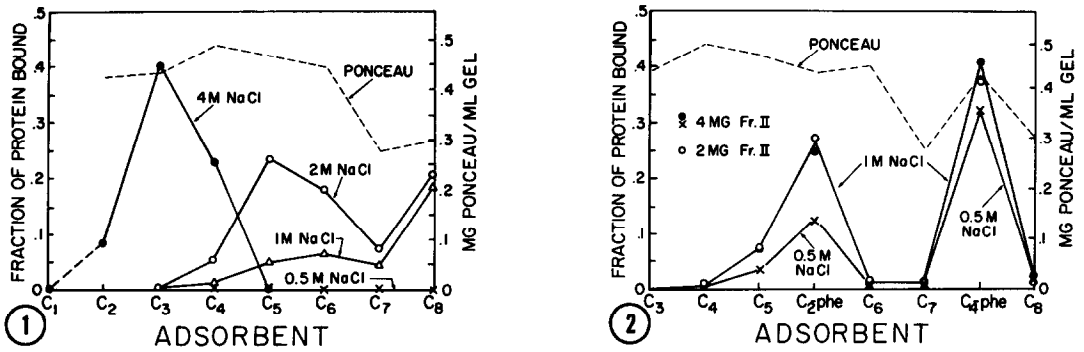 .5
.4
.3
.2
.1
0
FRACTION OF PROTEIN BOUND
.5
.4
.3
.2
.1
0
MG PONCEAU/ML GEL
PONCEAU
4M NaCl
2M NaCl
1M NaCl
0.5 M NaCl
C1 C2 C3 C4 C5 C6 C7 C8
ADSORBENT
1
.5
.4
.3
.2
.1
0
FRACTION OF PROTEIN BOUND
.5
.4
.3
.2
.1
0
MG PONCEAU/ML GEL
PONCEAU
● 4 MG Fr. II
x
○ 2 MG Fr. II
1M NaCl
0.5 M
NaCl
0.5 M
NaCl
C3 C4 C5 C2phe C6 C7 C4phe C8
ADSORBENT
2